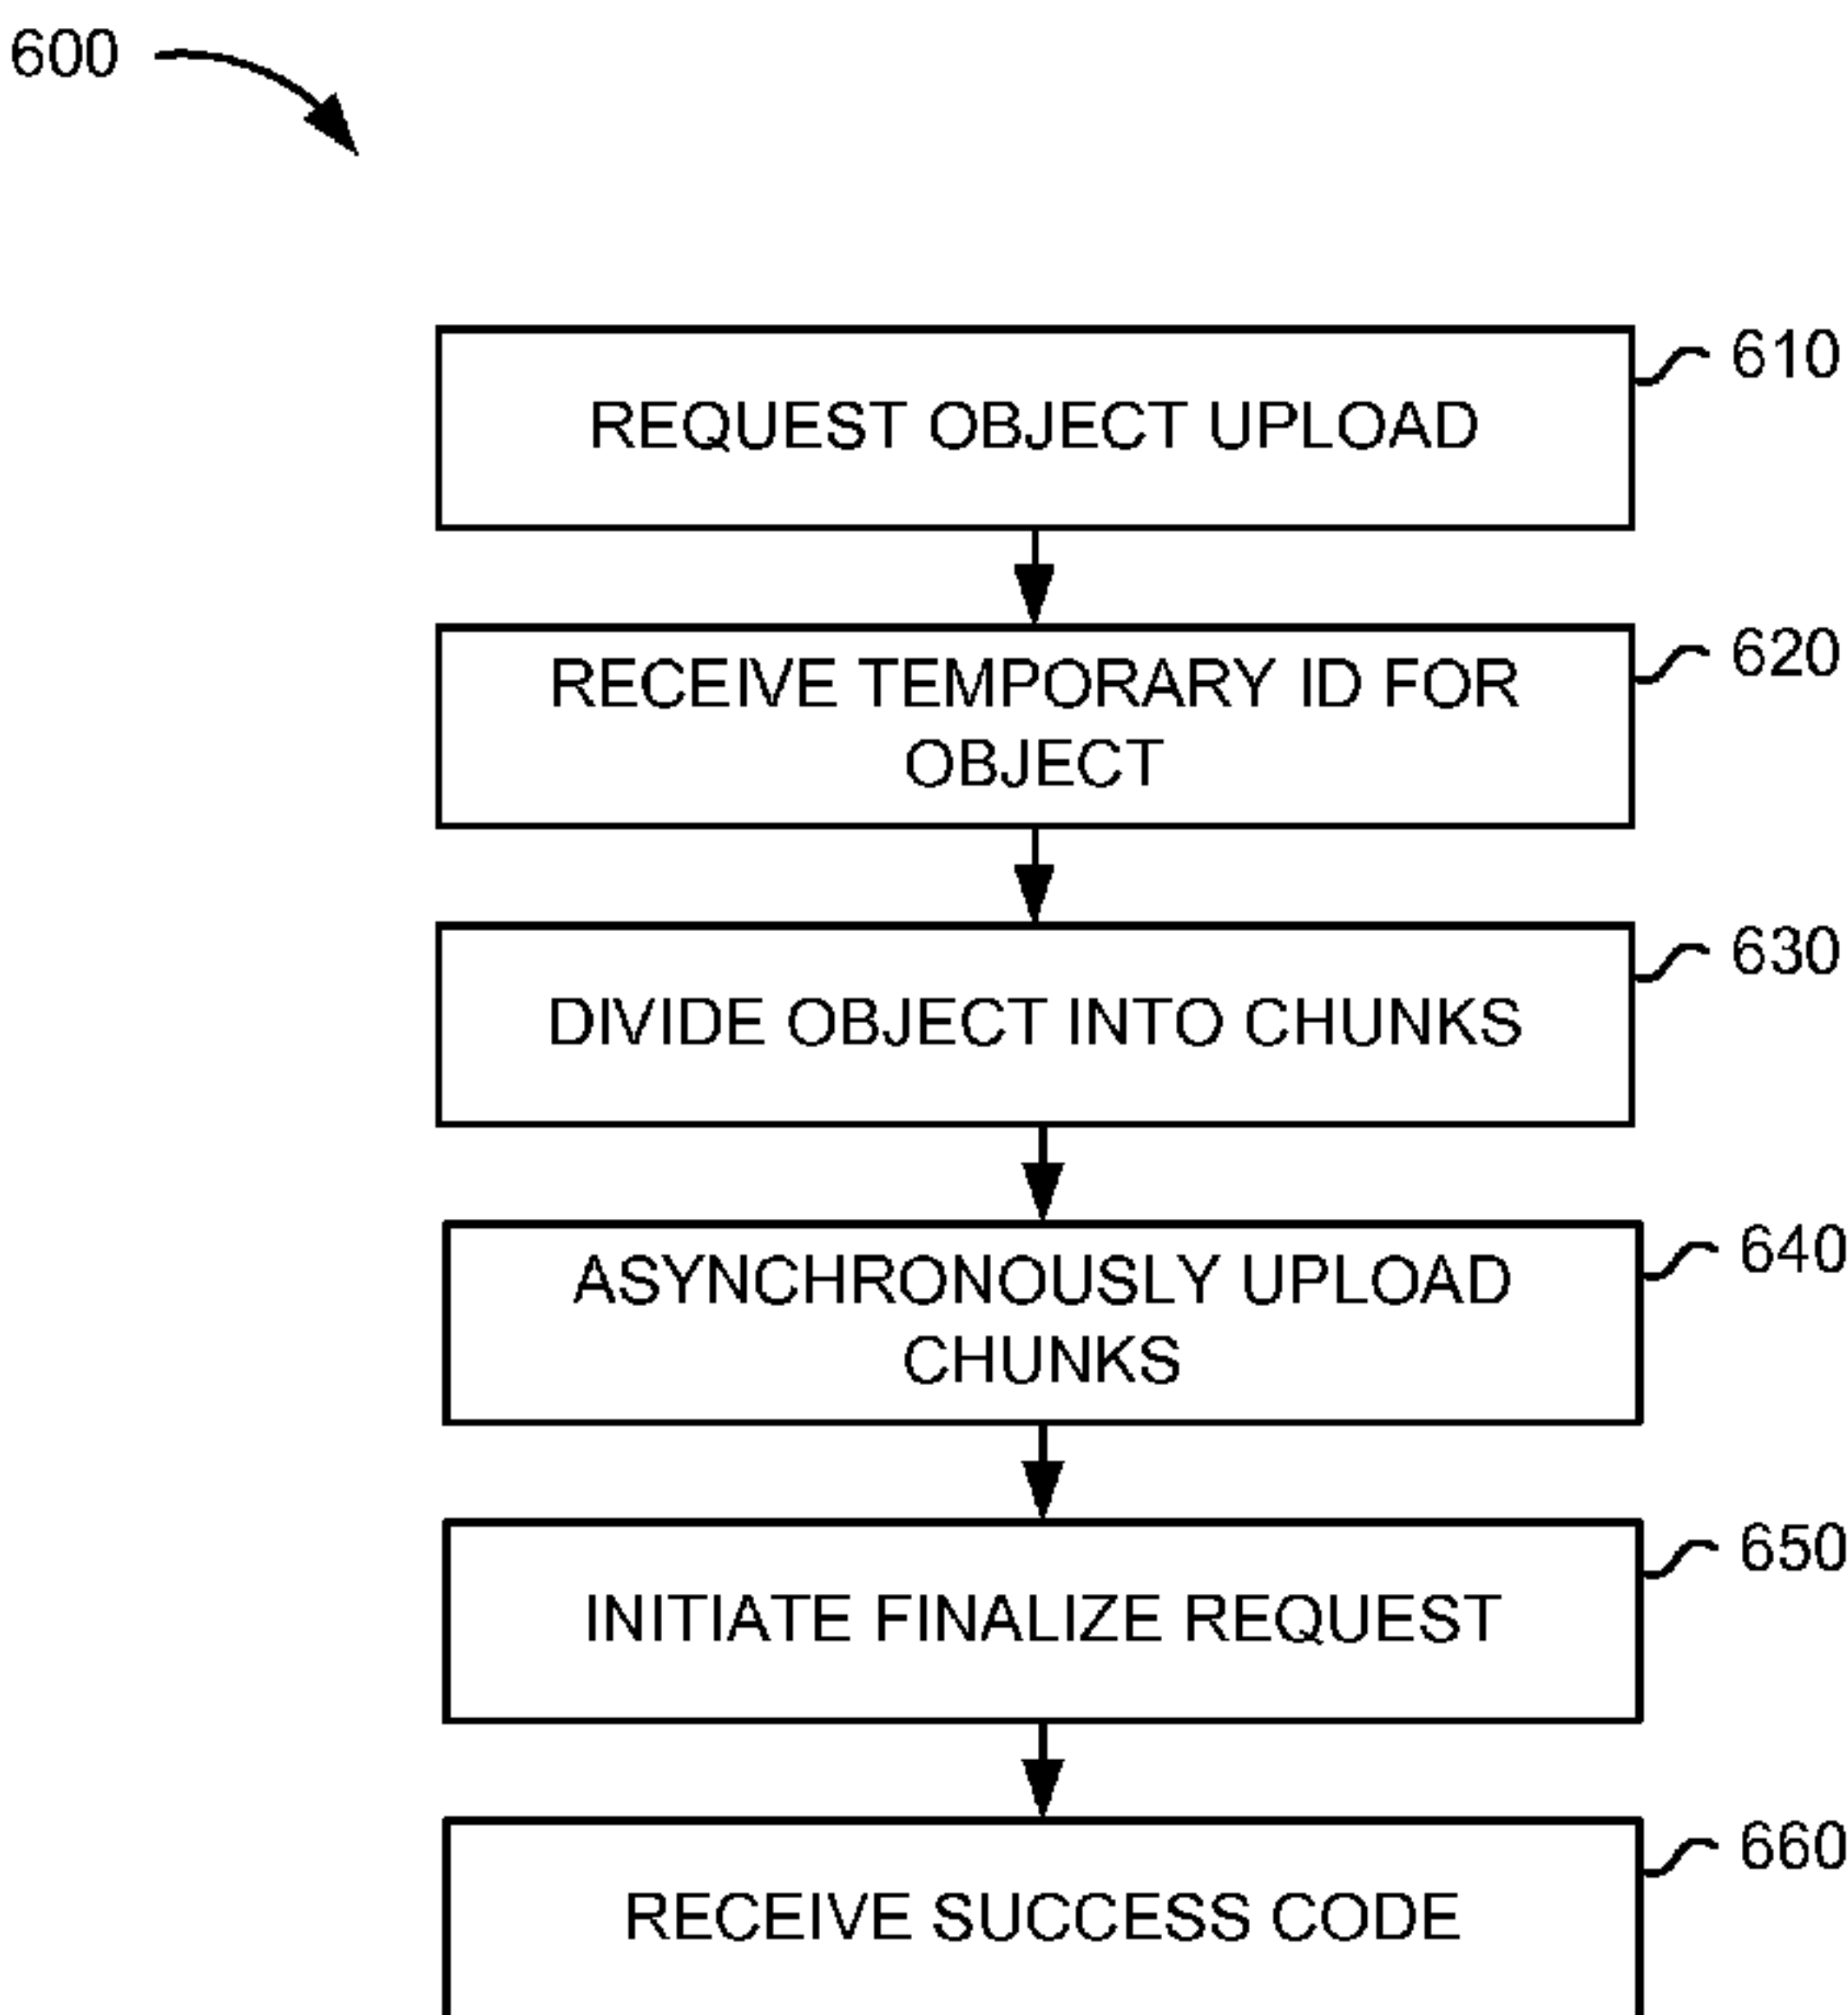 600
610
REQUEST OBJECT UPLOAD
620
RECEIVE TEMPORARY ID FOR
OBJECT
630
DIVIDE OBJECT INTO CHUNKS
640
ASYNCHRONOUSLY UPLOAD
CHUNKS
650
INITIATE FINALIZE REQUEST
660
RECEIVE SUCCESS CODE